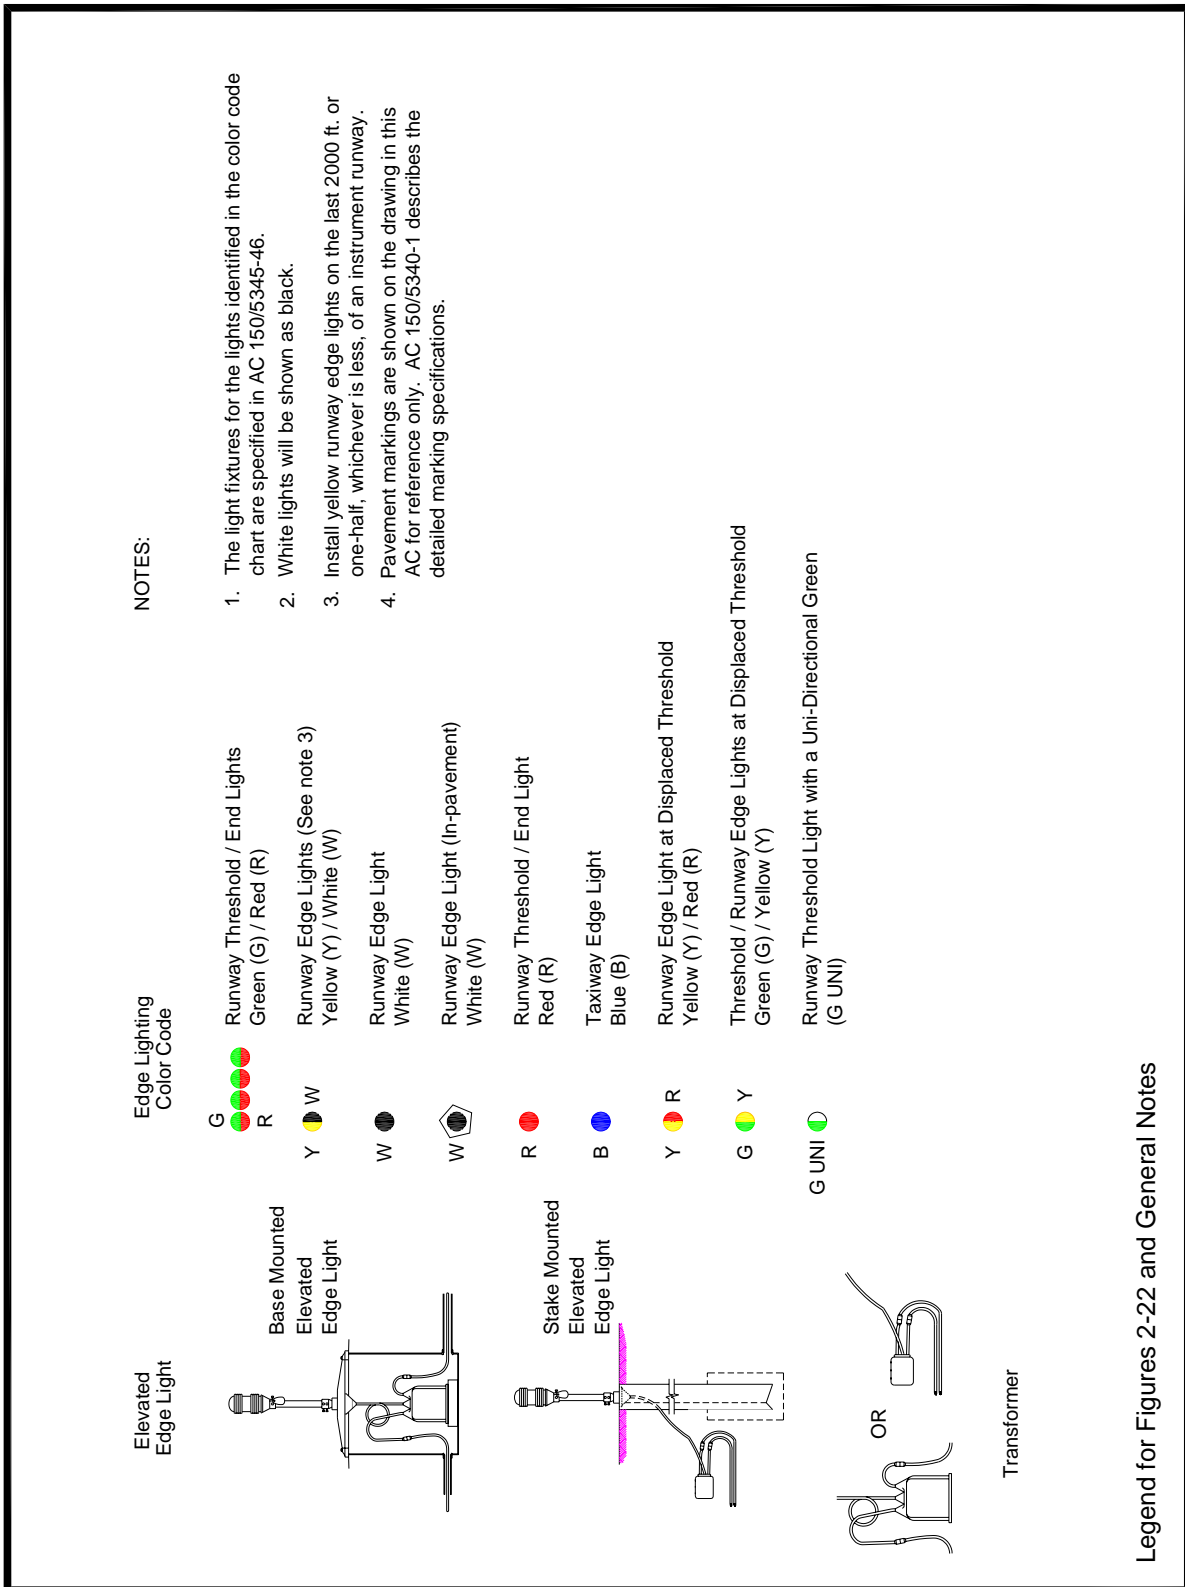 Elevated
Edge Light
Base Mounted
Elevated
Edge Light
Stake Mounted
Elevated
Edge Light
OR
Transformer
Edge Lighting
Color Code
G
R
Runway Threshold / End Lights
Green (G) / Red (R)
Y
W
Runway Edge Lights (See note 3)
Yellow (Y) / White (W)
W
Runway Edge Light
White (W)
W
Runway Edge Light (In-pavement)
White (W)
R
Runway Threshold / End Light
Red (R)
B
Taxiway Edge Light
Blue (B)
Y
R
Runway Edge Light at Displaced Threshold
Yellow (Y) / Red (R)
G
Y
Threshold / Runway Edge Lights at Displaced Threshold
Green (G) / Yellow (Y)
G UNI
Runway Threshold Light with a Uni-Directional Green
(G UNI)
NOTES:
1. The light fixtures for the lights identified in the color code
chart are specified in AC 150/5345-46.
2. White lights will be shown as black.
3. Install yellow runway edge lights on the last 2000 ft. or
one-half, whichever is less, of an instrument runway.
4. Pavement markings are shown on the drawing in this
AC for reference only. AC 150/5340-1 describes the
detailed marking specifications.
Legend for Figures 2-22 and General Notes